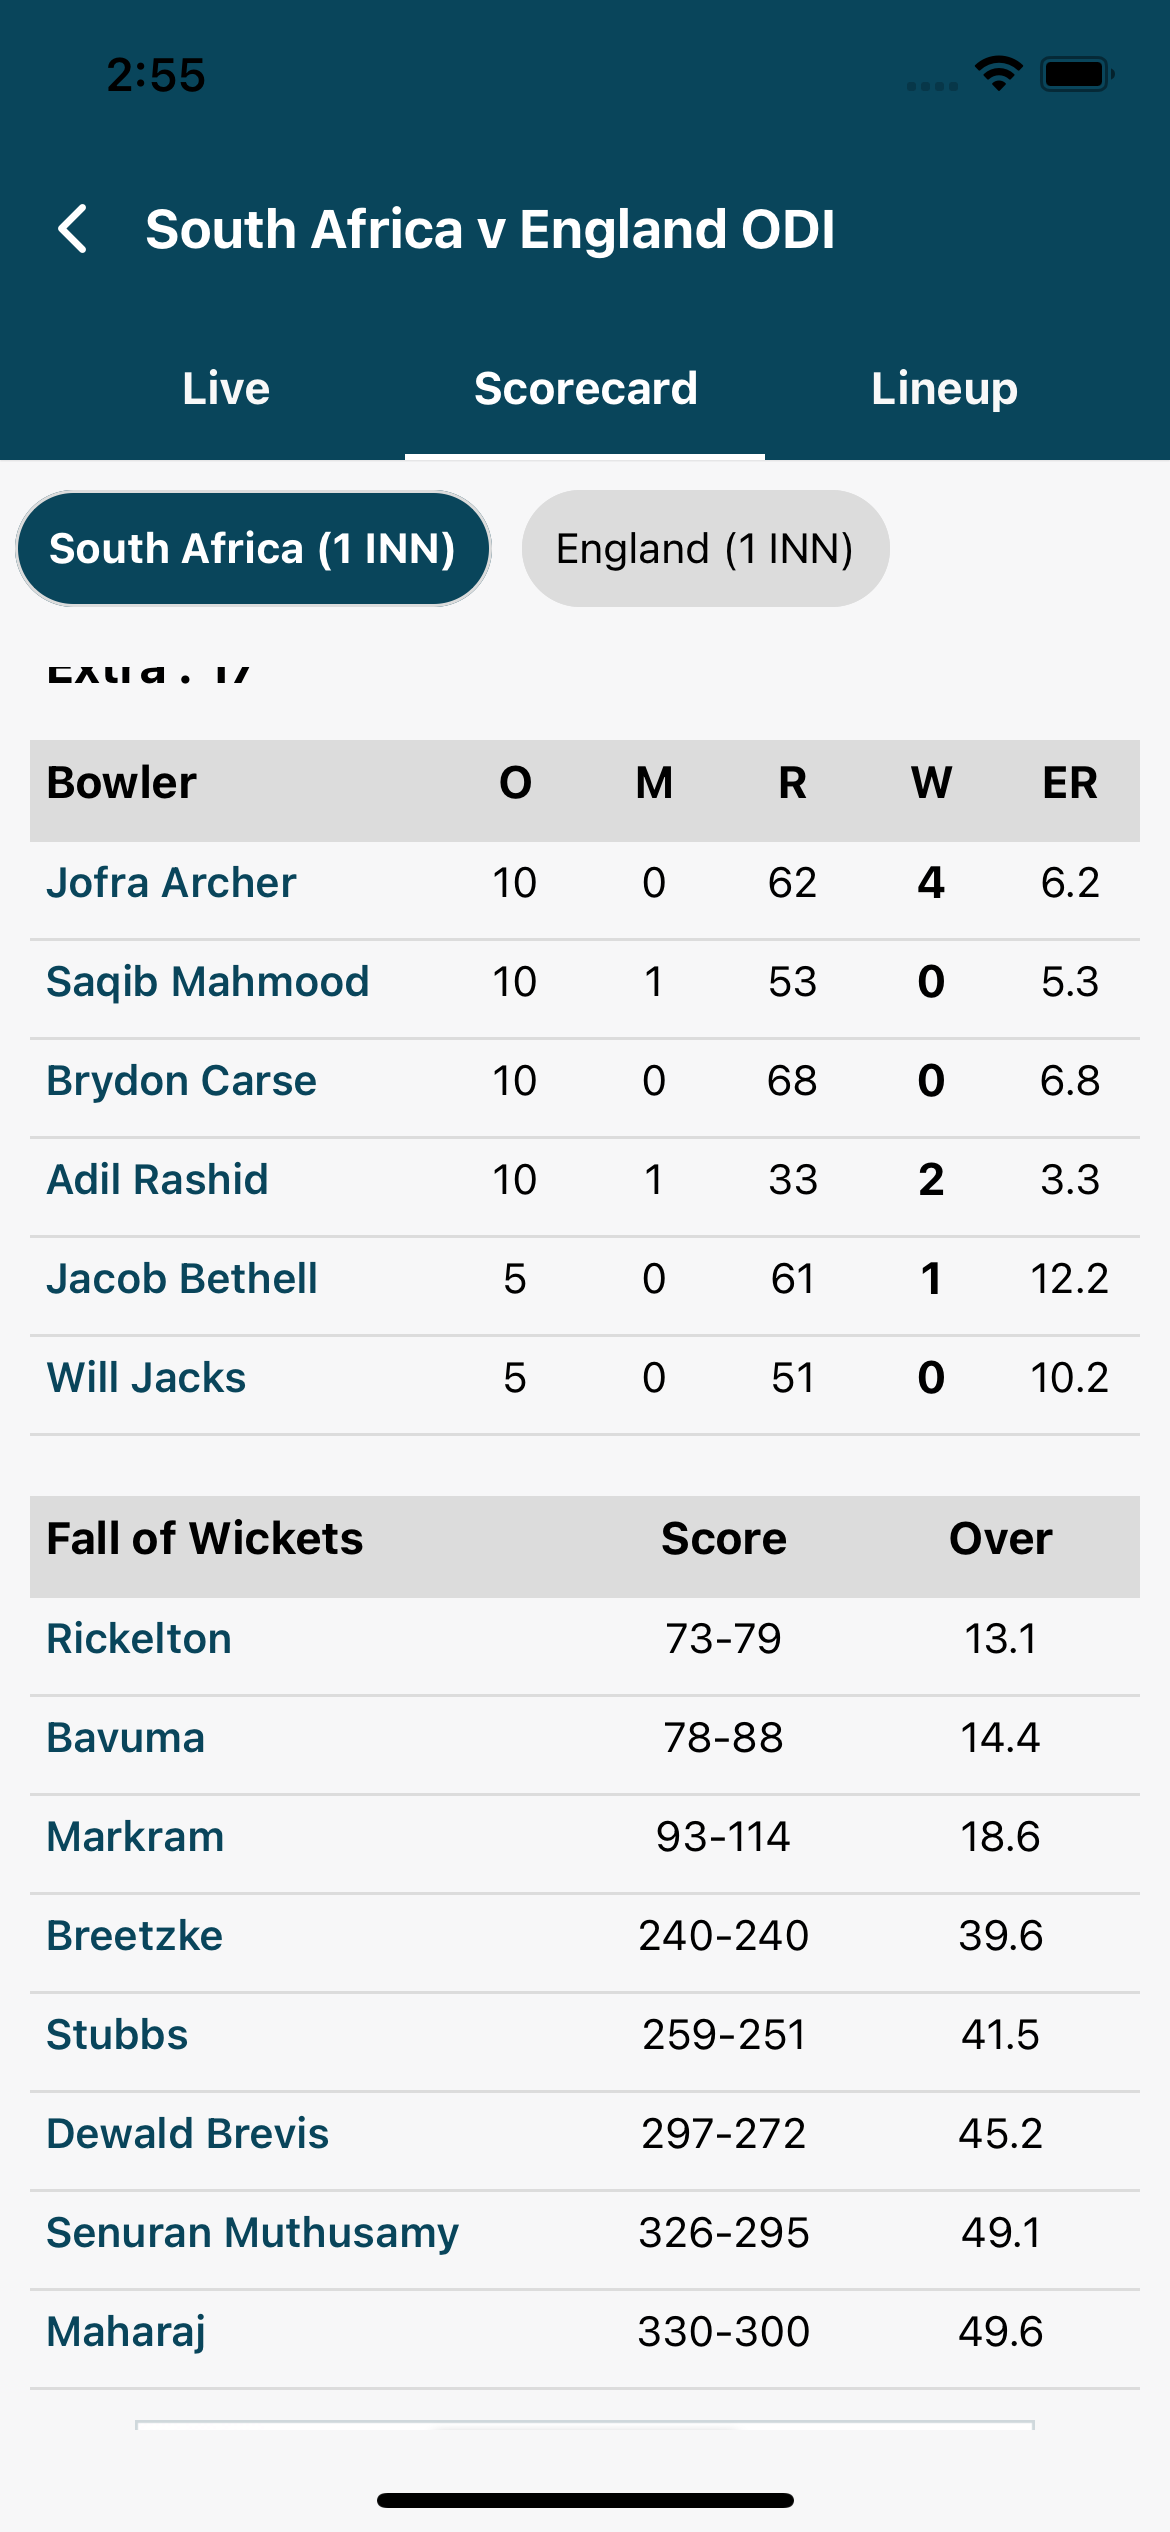 2:55
South Africa v England ODI
Live Scorecard Lineup
South Africa (1 INN) England (1 INN)
Extra : 17
Bowler O M R W ER
Jofra Archer 10 0 62 4 6.2
Saqib Mahmood 10 1 53 0 5.3
Brydon Carse 10 0 68 0 6.8
Adil Rashid 10 1 33 2 3.3
Jacob Bethell 5 0 61 1 12.2
Will Jacks 5 0 51 0 10.2
Fall of Wickets Score Over
Rickelton 73-79 13.1
Bavuma 78-88 14.4
Markram 93-114 18.6
Breetzke 240-240 39.6
Stubbs 259-251 41.5
Dewald Brevis 297-272 45.2
Senuran Muthusamy 326-295 49.1
Maharaj 330-300 49.6